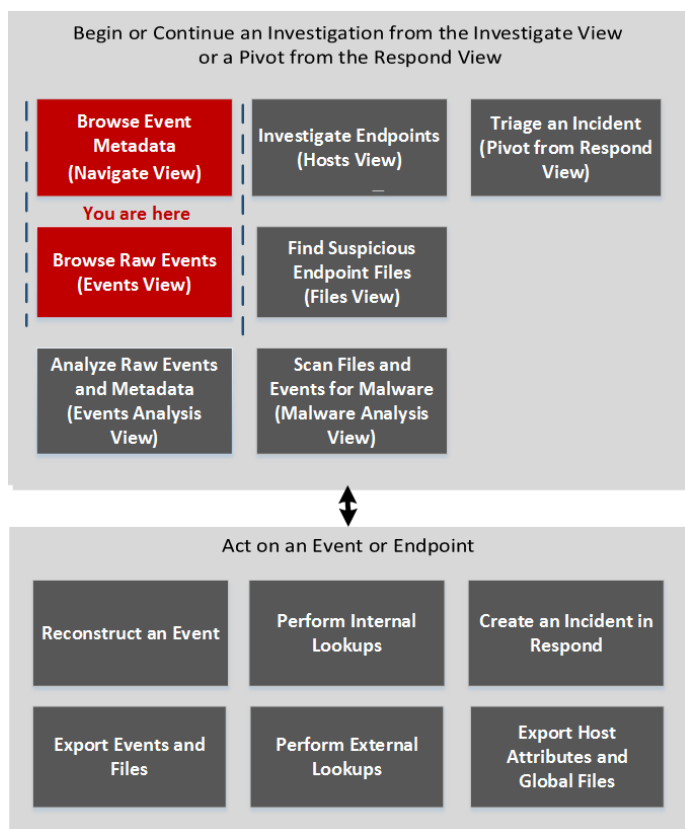 Begin or Continue an Investigation from the Investigate View
or a Pivot from the Respond View
Browse Event
Metadata
(Navigate View)
Investigate Endpoints
(Hosts View)
Triage an Incident
(Pivot from Respond
View)
You are here
Browse Raw Events
(Events View)
Find Suspicious
Endpoint Files
(Files View)
Analyze Raw Events
and Metadata
(Events Analysis
View)
Scan Files and
Events for Malware
(Malware Analysis
View)
Act on an Event or Endpoint
Reconstruct an Event
Perform Internal
Lookups
Create an Incident in
Respond
Export Events and
Files
Perform External
Lookups
Export Host
Attributes and
Global Files